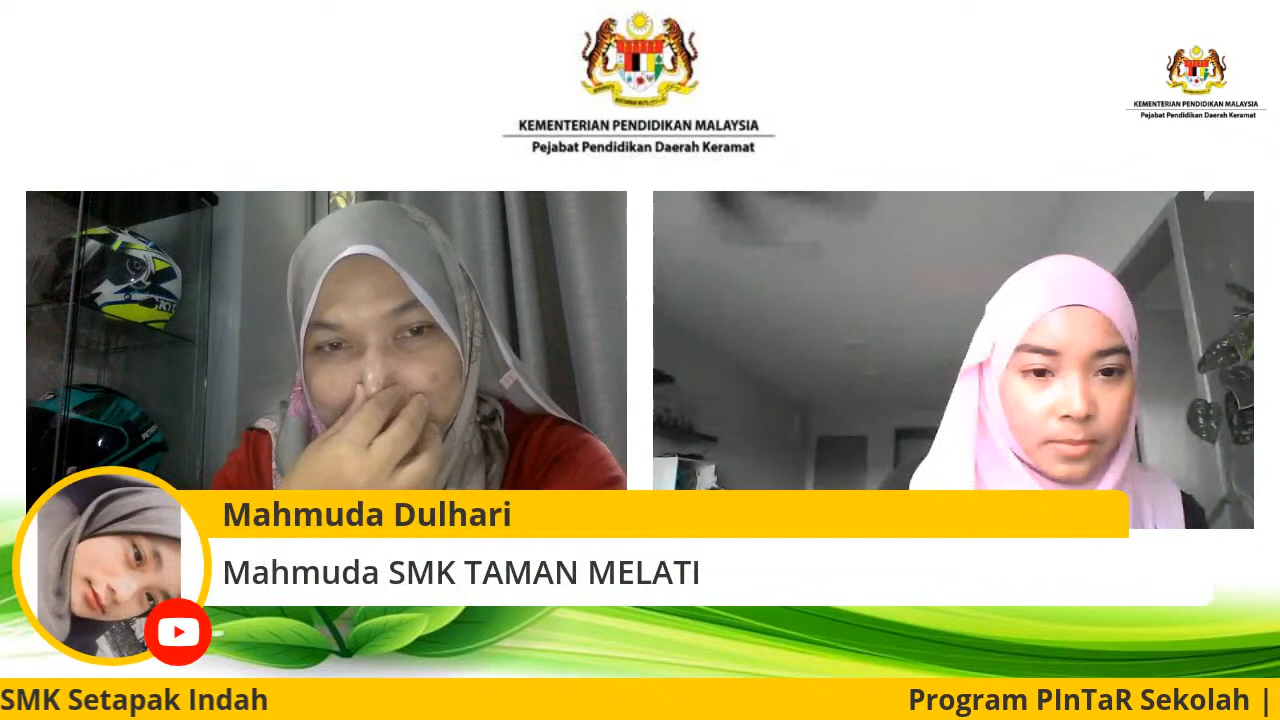 KEMENTERIAN PENDIDIKAN MALAYSIA
Pejabat Pendidikan Daerah Keramat
KEMENTERIAN PENDIDIKAN MALAYSIA
Pejabat Pendidikan Daerah Keramat
Mahmuda Dulhari
Mahmuda SMK TAMAN MELATI
SMK Setapak Indah
Program PInTaR Sekolah |